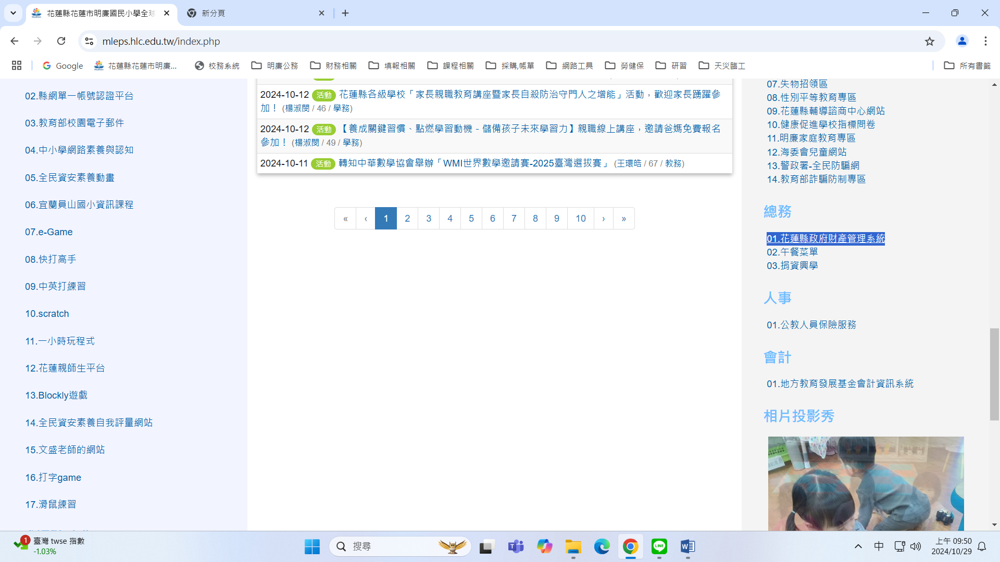 花蓮縣花蓮市明廉國民小學全球
新分頁
mleps.hlc.edu.tw/index.php
Google
花蓮縣花蓮市明廉...
校務系統
明廉公務
財務相關
填報相關
課程相關
採購,帳單
網路工具
勞健保
研習
天災臨工
所有書籤
02.縣網單一帳號認證平台
03.教育部校園電子郵件
04.中小學網路素養與認知
05.全民資安素養動畫
06.宜蘭員山國小資訊課程
07.e-Game
08.快打高手
09.中英打練習
10.scratch
11.一小時玩程式
12.花蓮親師生平台
13.Blockly遊戲
14.全民資安素養自我評量網站
15.文盛老師的網站
16.打字game
17.滑鼠練習
2024-10-12 活動 花蓮縣各級學校「家長親職教育講座暨家長自殺防治守門人之增能」活動，歡迎家長踴躍參
加！ (楊淑閔 / 46 / 學務)
2024-10-12 活動 【養成關鍵習慣、點燃學習動機－儲備孩子未來學習力】親職線上講座，邀請爸媽免費報名
參加！ (楊淑閔 / 49 / 學務)
2024-10-11 活動 轉知中華數學協會舉辦「WMI世界數學邀請賽-2025臺灣選拔賽」 (王環皓 / 67 / 教務)
« ‹ 1 2 3 4 5 6 7 8 9 10 › »
07.失物招領區
08.性別平等教育專區
09.花蓮縣輔導諮商中心網站
10.健康促進學校指標問卷
11.明廉家庭教育專區
12.海委會兒童網站
13.警政署-全民防騙網
14.教育部詐騙防制專區
總務
01.花蓮縣政府財產管理系統
02.午餐菜單
03.捐資興學
人事
01.公教人員保險服務
會計
01.地方教育發展基金會計資訊系統
相片投影秀
1
臺灣 twse 指數
-1.03%
搜尋
中
上午 09:50
2024/10/29